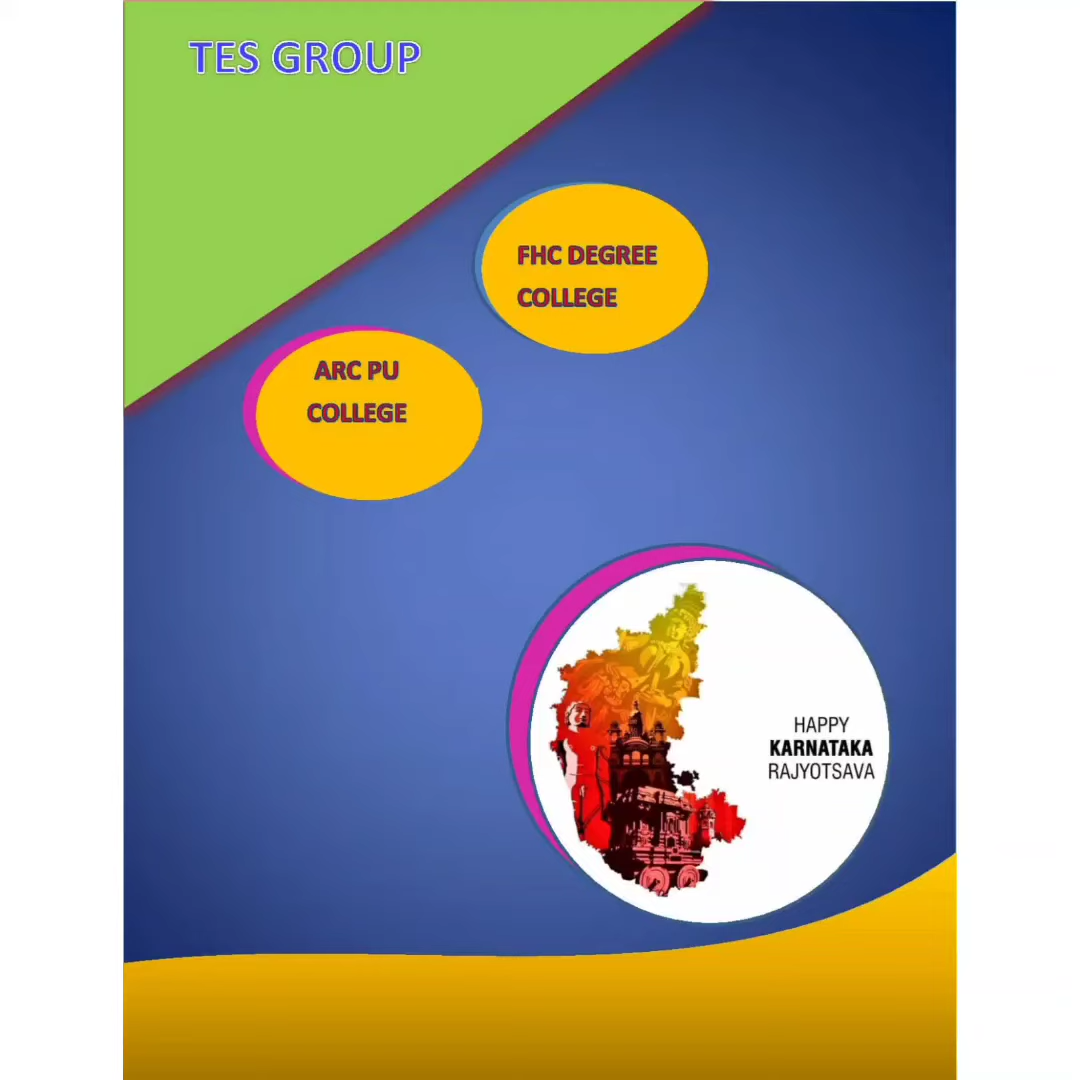 TES GROUP
FHC DEGREE
COLLEGE
ARC PU
COLLEGE
HAPPY
KARNATAKA
RAJYOTSAVA